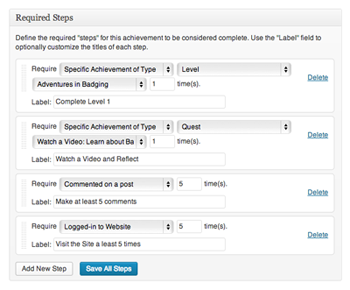 Required Steps
Define the required "steps" for this achievement to be considered complete. Use the "Label" field to
optionally customize the titles of each step.
Require Specific Achievement of Type Level
Adventures in Badging 1 time(s).
Delete
Label: Complete Level 1
Require Specific Achievement of Type Quest
Watch a Video: Learn about Ba 1 time(s).
Delete
Label: Watch a Video and Reflect
Require Commented on a post 5 time(s).
Delete
Label: Make at least 5 comments
Require Logged-in to Website 5 time(s).
Delete
Label: Visit the Site a least 5 times
Add New Step Save All Steps